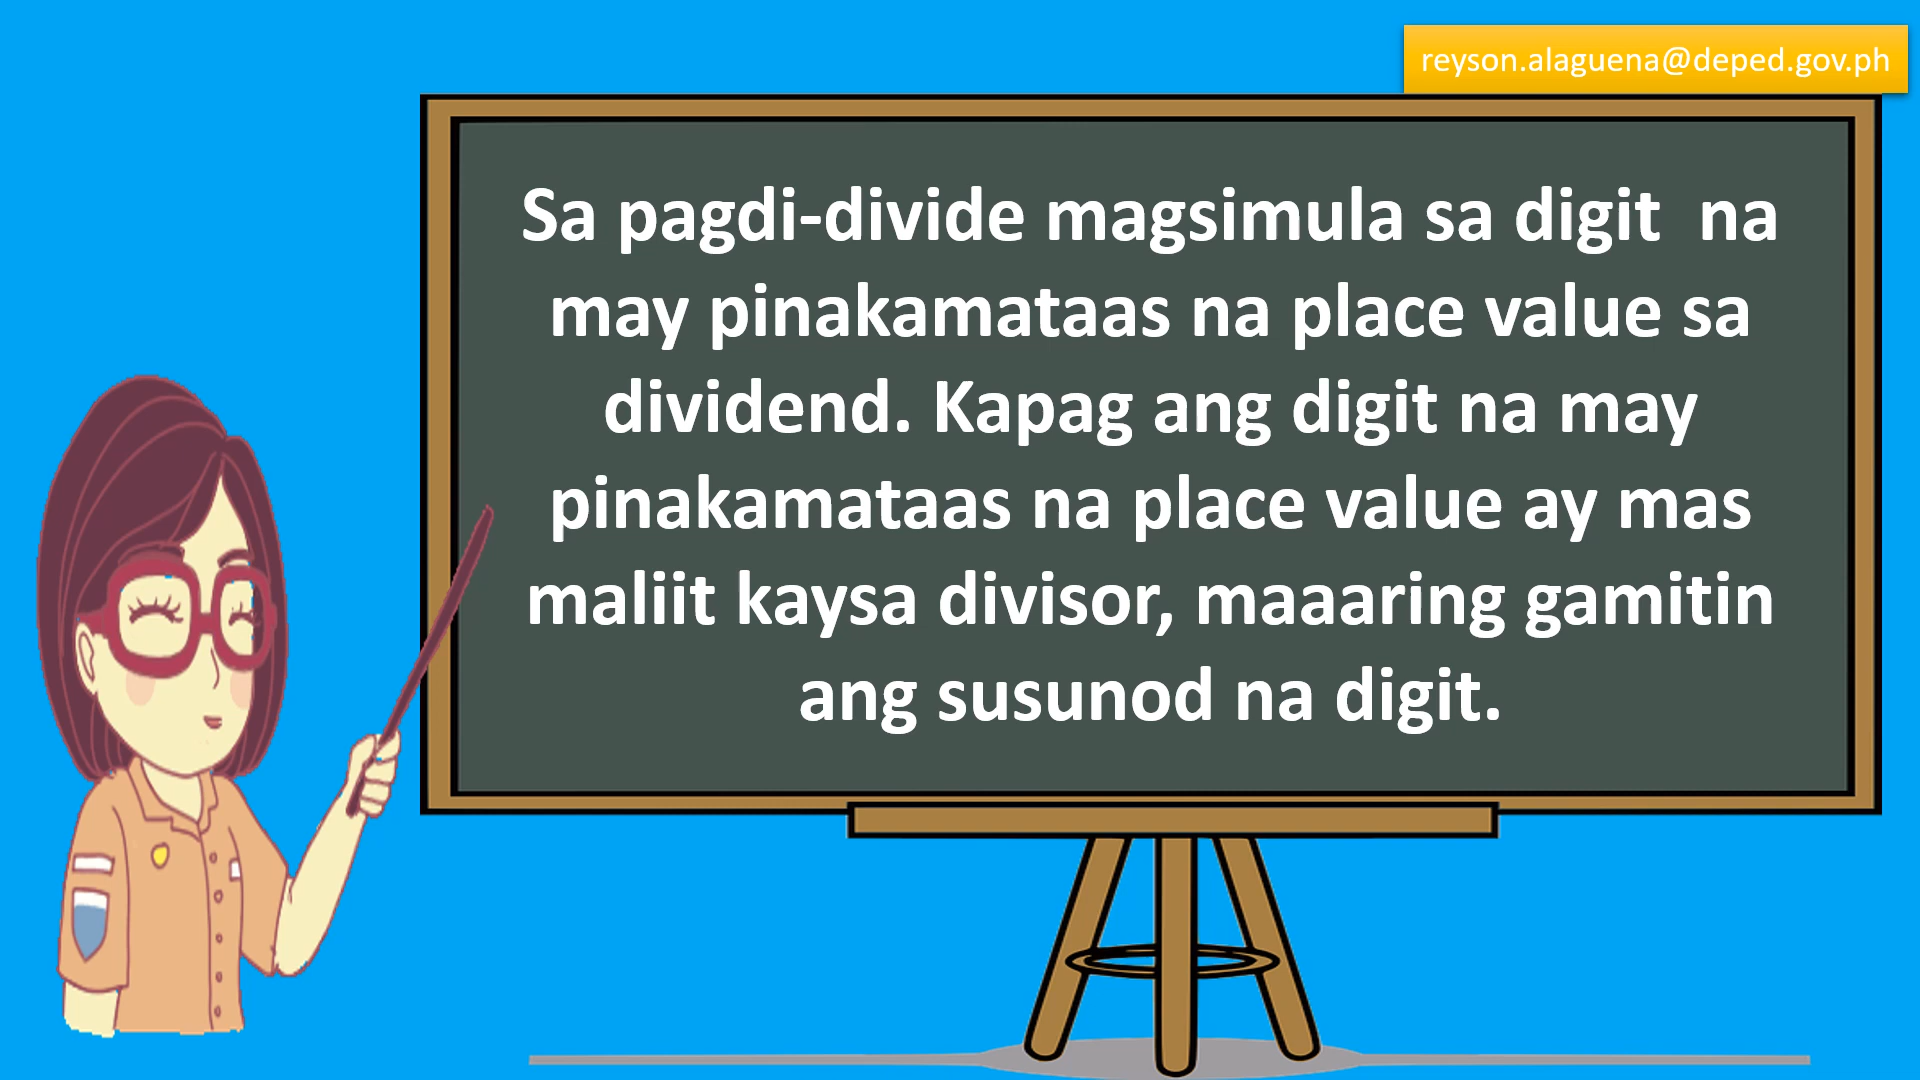 reyson.alaguena@deped.gov.ph
Sa pagdi-divide magsimula sa digit  na
may pinakamataas na place value sa
dividend. Kapag ang digit na may
pinakamataas na place value ay mas
maliit kaysa divisor, maaaring gamitin
ang susunod na digit.